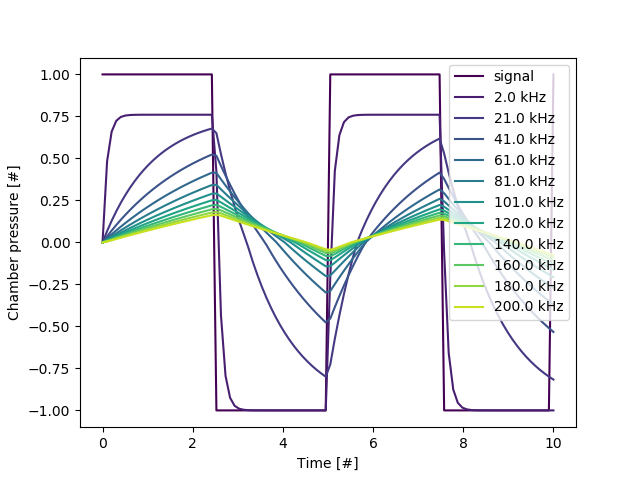 1.00
0.75
0.50
0.25
0.00
−0.25
−0.50
−0.75
−1.00
Chamber pressure [#]
0 2 4 6 8 10
Time [#]
signal
2.0 kHz
21.0 kHz
41.0 kHz
61.0 kHz
81.0 kHz
101.0 kHz
120.0 kHz
140.0 kHz
160.0 kHz
180.0 kHz
200.0 kHz